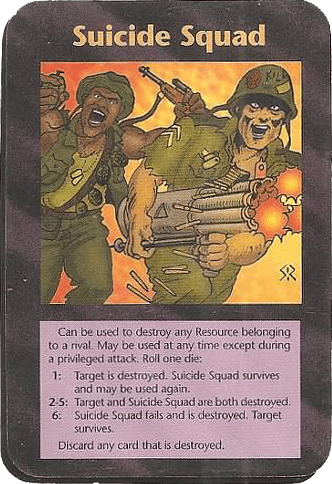 Suicide Squad
KILL
Can be used to destroy any Resource belonging
to a rival. May be used at any time except during
a privileged attack. Roll one die:
1: Target is destroyed. Suicide Squad survives
and may be used again.
2-5: Target and Suicide Squad are both destroyed.
6: Suicide Squad fails and is destroyed. Target
survives.
Discard any card that is destroyed.